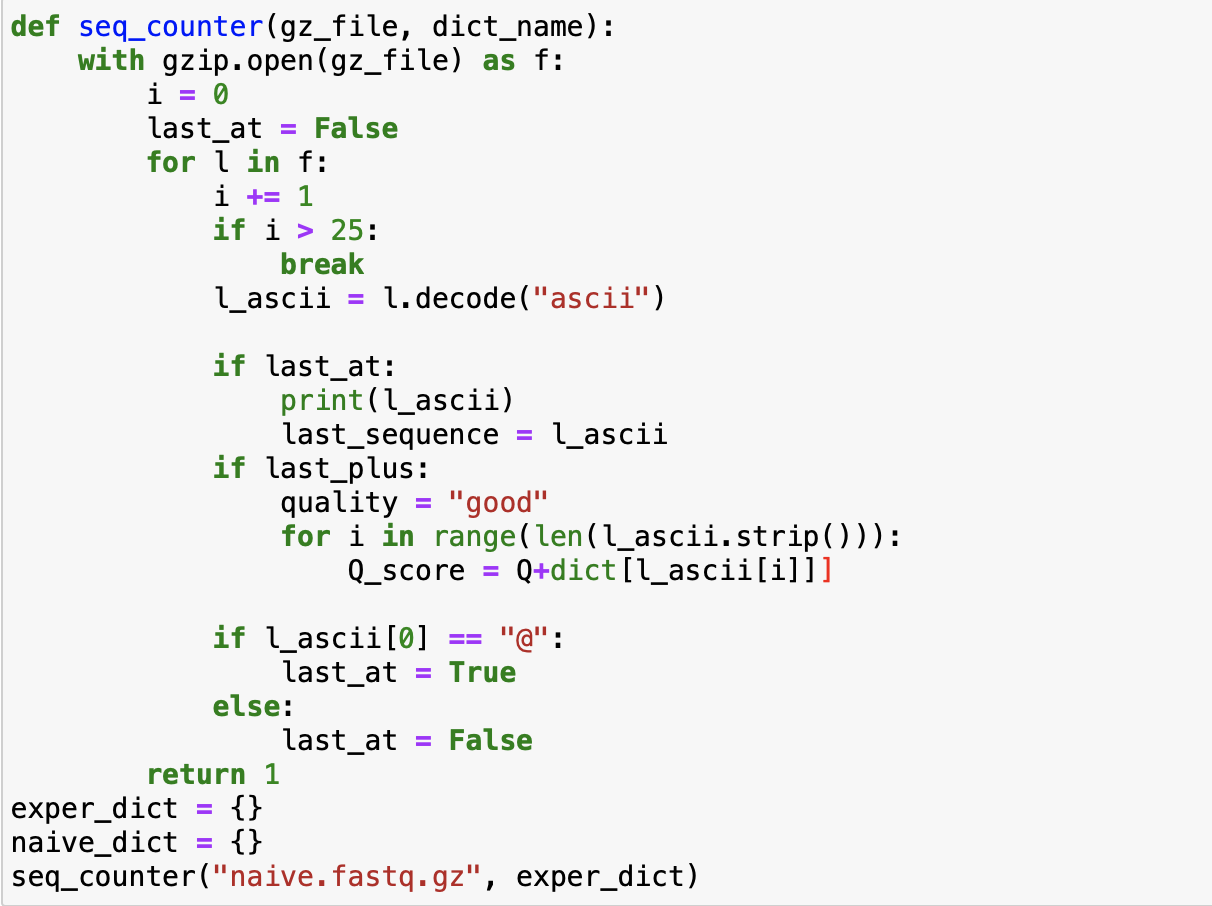 def seq_counter(gz_file, dict_name):
    with gzip.open(gz_file) as f:
        i = 0
        last_at = False
        for l in f:
            i += 1
            if i > 25:
                break
            l_ascii = l.decode("ascii")

            if last_at:
                print(l_ascii)
                last_sequence = l_ascii
            if last_plus:
                quality = "good"
                for i in range(len(l_ascii.strip())):
                    Q_score = Q+dict[l_ascii[i]]]

            if l_ascii[0] == "@":
                last_at = True
            else:
                last_at = False
        return 1
exper_dict = {}
naive_dict = {}
seq_counter("naive.fastq.gz", exper_dict)